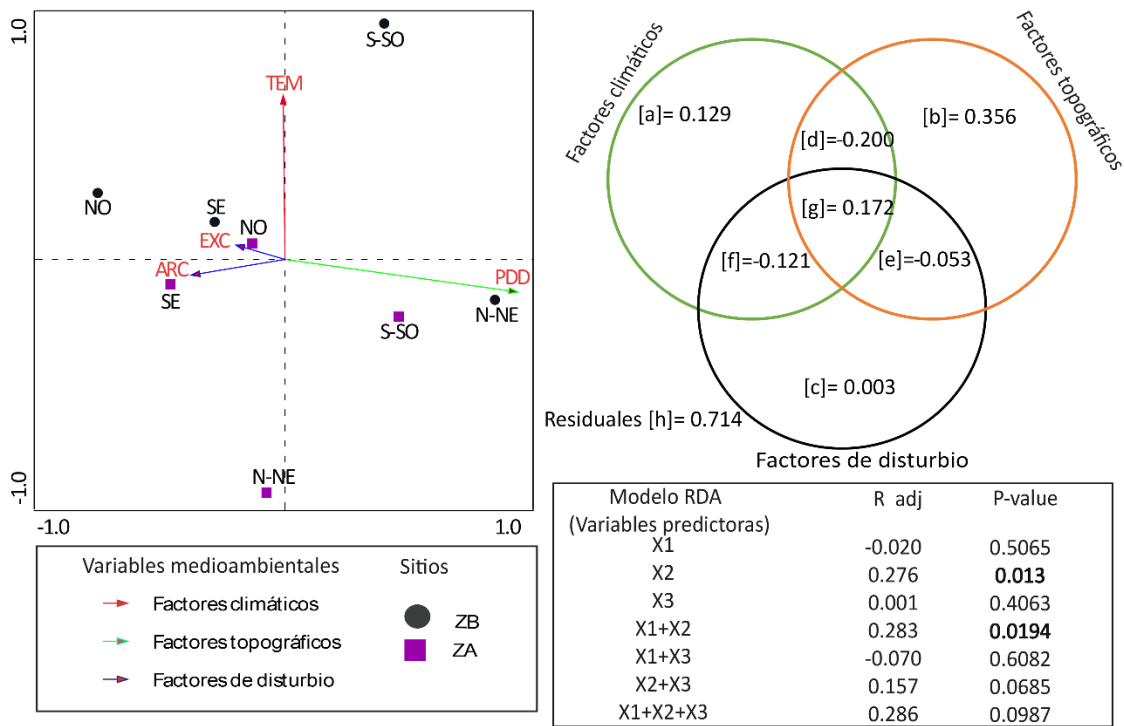 1.0
S-SO
TEM
NO
SE
NO
EXC
ARC
SE
PDD
N-NE
S-SO
N-NE
-1.0
-1.0
1.0
Variables medioambientales
Sitios
Factores climáticos
Factores topográficos
Factores de disturbio
ZB
ZA
Factores climáticos
Factores topográficos
[a]= 0.129
[b]= 0.356
[d]=-0.200
[g]= 0.172
[f]=-0.121
[e]=-0.053
[c]= 0.003
Residuales [h]= 0.714
Factores de disturbio
Modelo RDA R adj P-value
(Variables predictoras)
X1 -0.020 0.5065
X2 0.276 0.013
X3 0.001 0.4063
X1+X2 0.283 0.0194
X1+X3 -0.070 0.6082
X2+X3 0.157 0.0685
X1+X2+X3 0.286 0.0987